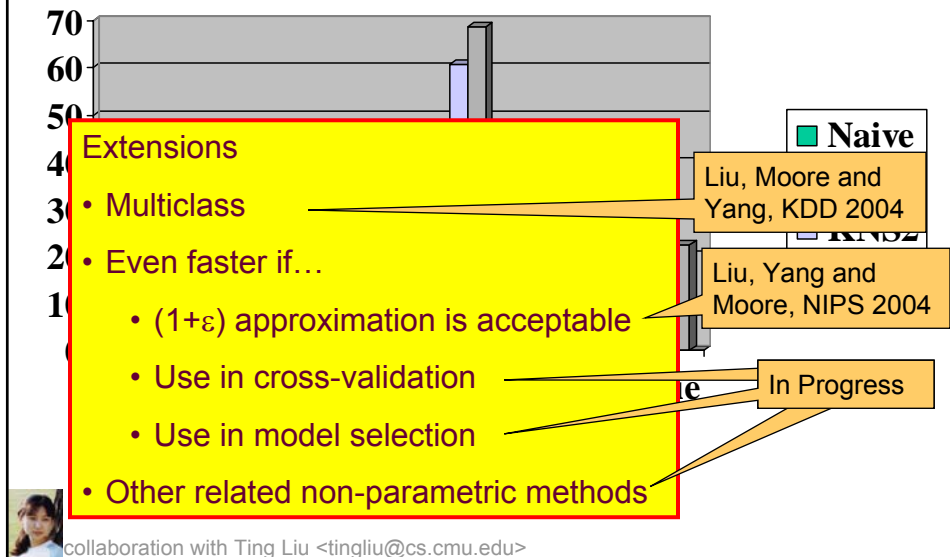 70
60
50
Extensions
• Multiclass
• Even faster if…
• (1+ε) approximation is acceptable
• Use in cross-validation
• Use in model selection
• Other related non-parametric methods
Naive
Liu, Moore and
Yang, KDD 2004
KNS2
Liu, Yang and
Moore, NIPS 2004
In Progress
collaboration with Ting Liu <tingliu@cs.cmu.edu>